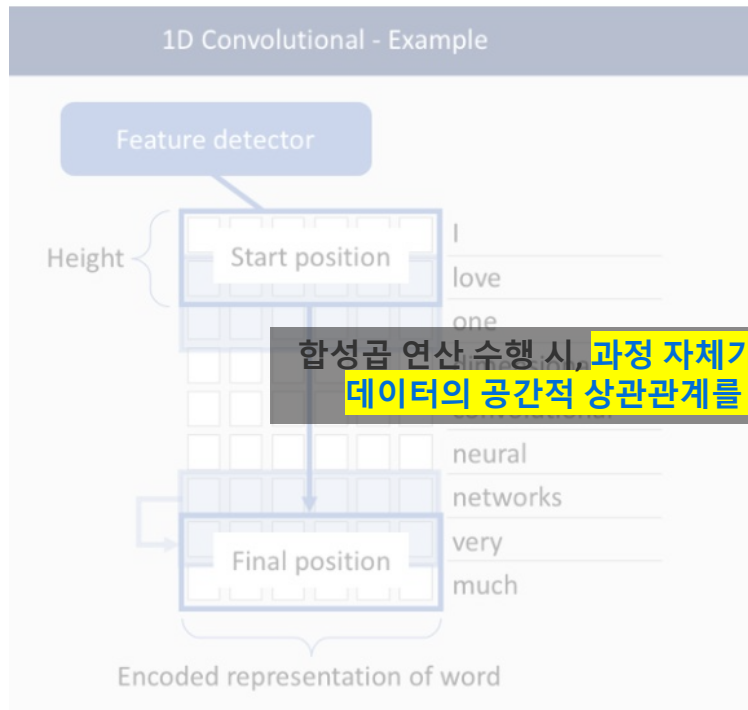 1D Convolutional - Example
Feature detector
Height
Start position
I
love
one
합성곱 연산 수행 시, 과정 자체가
데이터의 공간적 상관관계를
convolutional
neural
networks
very
Final position
much
Encoded representation of word